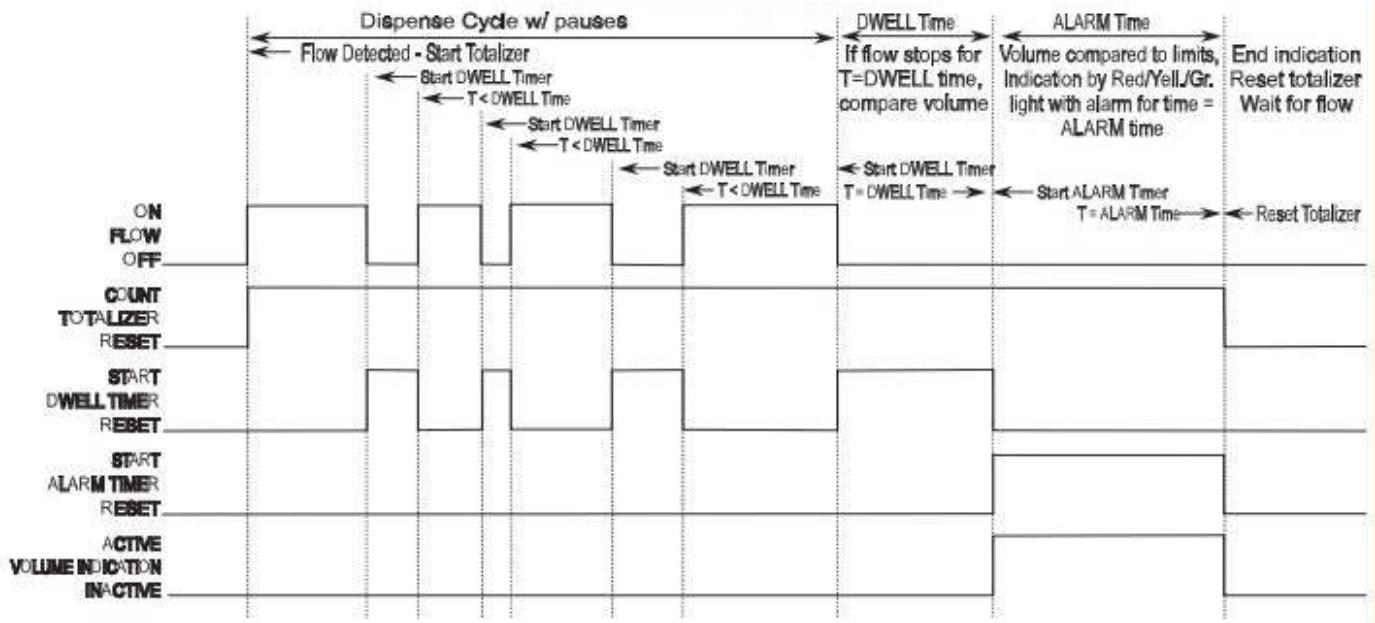 Dispense Cycle w/ pauses
DWELL Time
ALARM Time
Flow Detected - Start Totalizer
If flow stops for
T=DWELL time,
compare volume
Volume compared to limits,
Indication by Red/Yell./Gr.
light with alarm for time =
ALARM time
End indication
Reset totalizer
Wait for flow
Start DWELL Timer
T < DWELL Time
Start DWELL Timer
T < DWELL Time
Start DWELL Timer
T < DWELL Time
Start DWELL Timer
T = DWELL Time
Start ALARM Timer
T = ALARM Time
Reset Totalizer
ON
FLOW
OFF
COUNT
TOTALIZER
RESET
START
DWELL TIMER
RESET
START
ALARM TIMER
RESET
ACTIVE
VOLUME INDICATION
INACTIVE